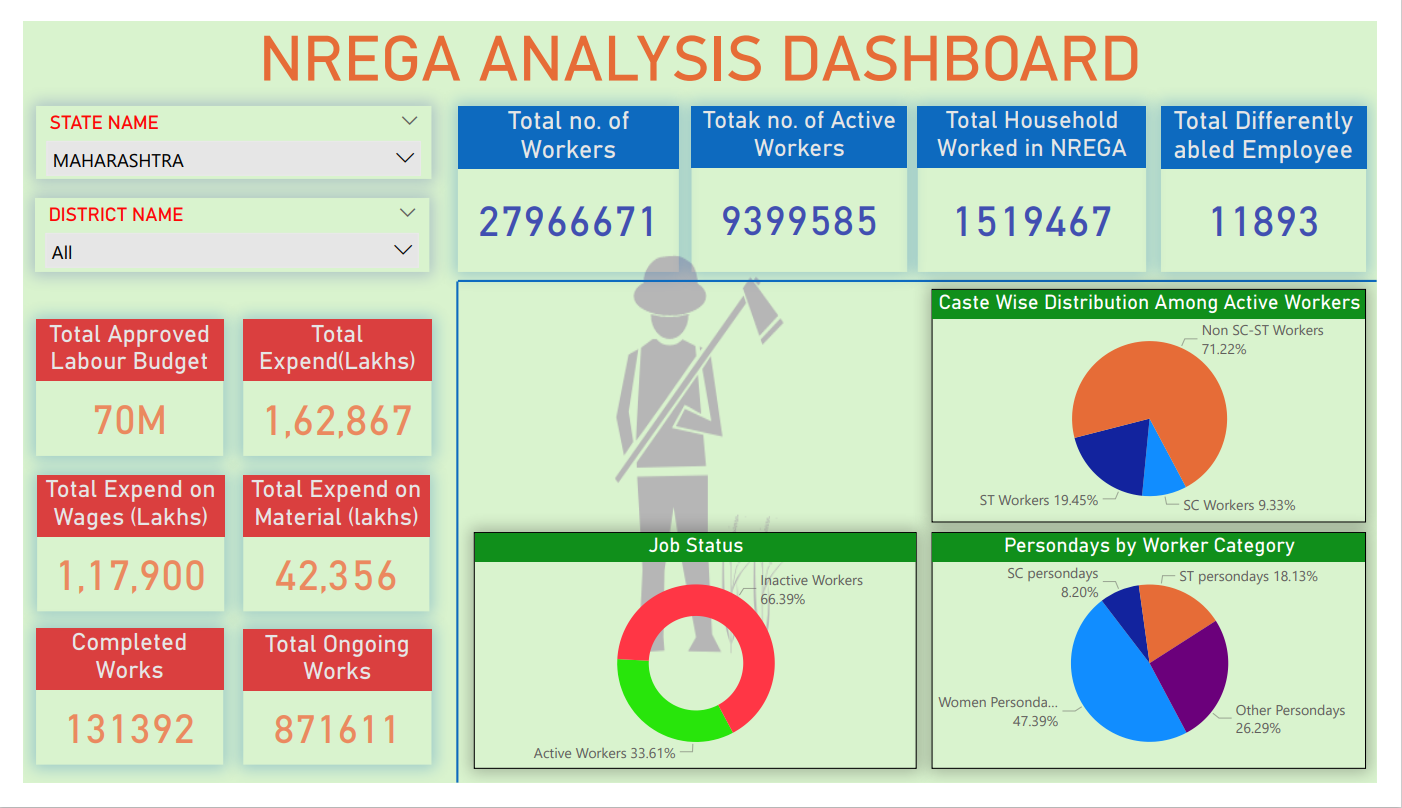 NREGA ANALYSIS DASHBOARD
STATE NAME
MAHARASHTRA
DISTRICT NAME
All
Total no. of
Workers
27966671
Totak no. of Active
Workers
9399585
Total Household
Worked in NREGA
1519467
Total Differently
abled Employee
11893
Total Approved
Labour Budget
70M
Total
Expend(Lakhs)
1,62,867
Total Expend on
Wages (Lakhs)
1,17,900
Total Expend on
Material (lakhs)
42,356
Completed
Works
131392
Total Ongoing
Works
871611
Caste Wise Distribution Among Active Workers
Non SC-ST Workers
71.22%
ST Workers 19.45%
SC Workers 9.33%
Job Status
Inactive Workers
66.39%
Active Workers 33.61%
Persondays by Worker Category
SC persondays
8.20%
ST persondays 18.13%
Women Personda...
47.39%
Other Persondays
26.29%